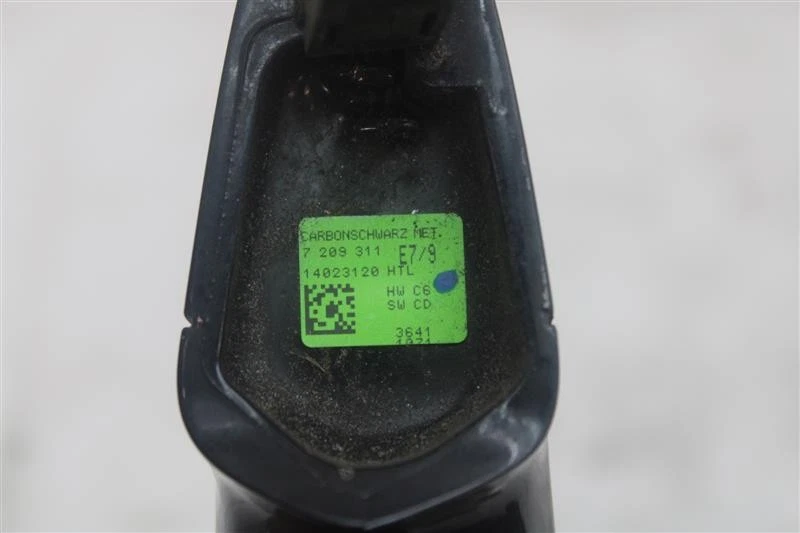 CARBONSCHWARZ MET.
7 209 311 E7/9
14023120 HTL
HW C6
SW CD
3641